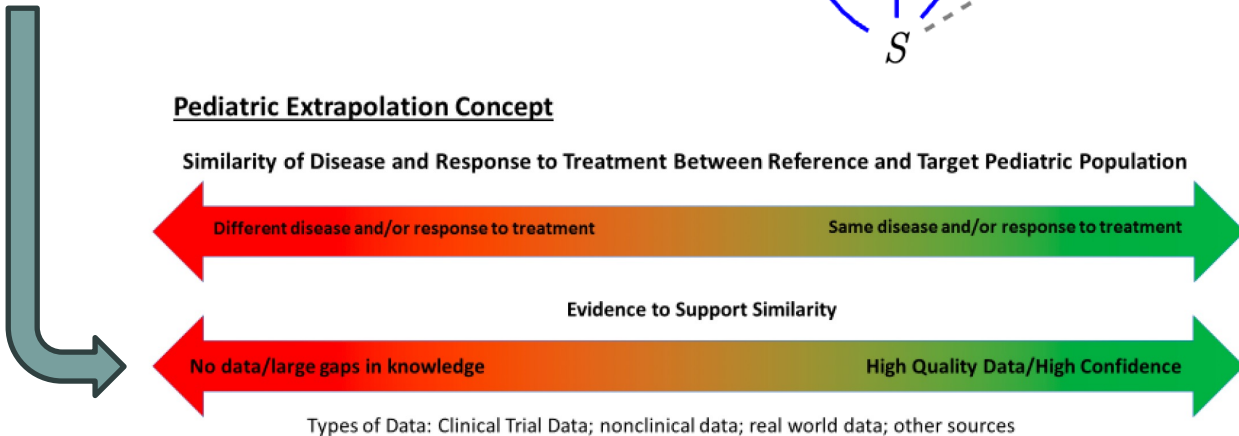 S
Pediatric Extrapolation Concept
Similarity of Disease and Response to Treatment Between Reference and Target Pediatric Population
Different disease and/or response to treatment
Same disease and/or response to treatment
Evidence to Support Similarity
No data/large gaps in knowledge
High Quality Data/High Confidence
Types of Data: Clinical Trial Data; nonclinical data; real world data; other sources